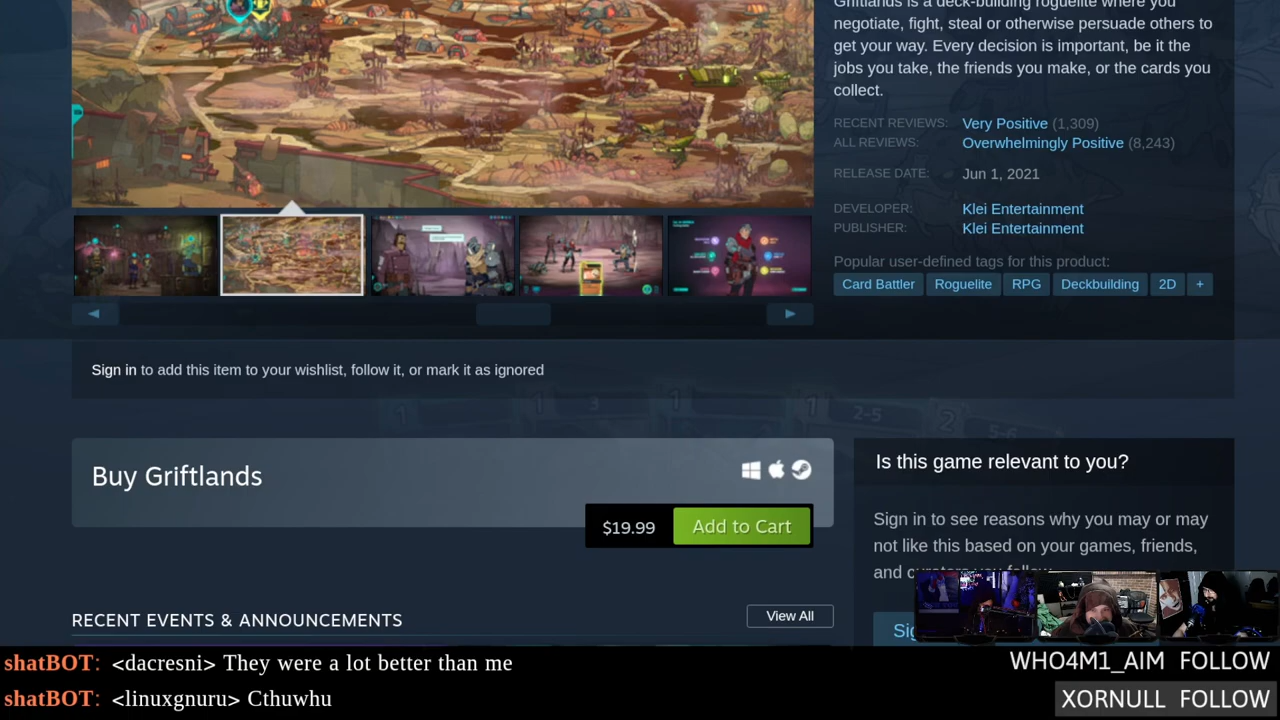 Griftlands is a deck-building roguelite where you
negotiate, fight, steal or otherwise persuade others to
get your way. Every decision is important, be it the
jobs you take, the friends you make, or the cards you
collect.
RECENT REVIEWS: Very Positive (1,309)
ALL REVIEWS: Overwhelmingly Positive (8,243)
RELEASE DATE: Jun 1, 2021
DEVELOPER: Klei Entertainment
PUBLISHER: Klei Entertainment
Popular user-defined tags for this product:
Card Battler Roguelite RPG Deckbuilding 2D +
Sign in to add this item to your wishlist, follow it, or mark it as ignored
Buy Griftlands
$19.99 Add to Cart
Is this game relevant to you?
Sign in to see reasons why you may or may
not like this based on your games, friends,
and curators you follow
RECENT EVENTS & ANNOUNCEMENTS
View All
shatBOT: <dacresni> They were a lot better than me
shatBOT: <linuxgnuru> Cthuwhu
WHO4M1_AIM FOLLOW
XORNULL FOLLOW